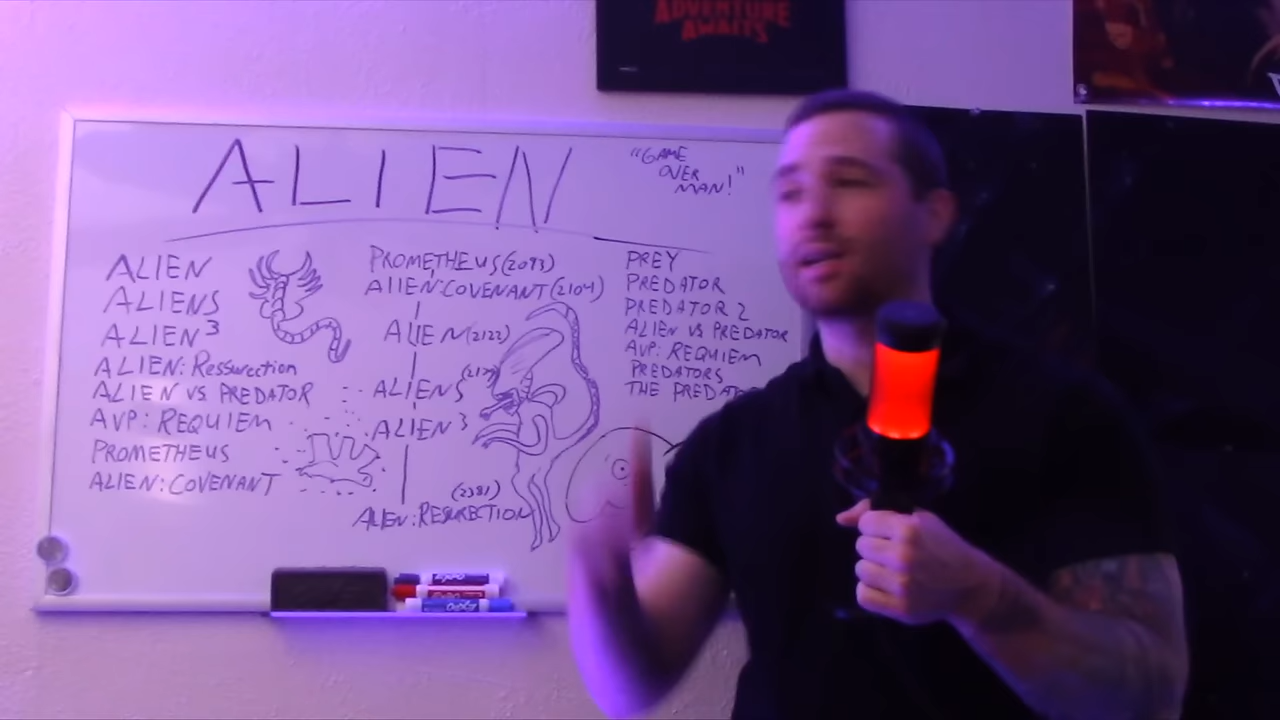 ADVENTURE
AWAITS
ALIEN
"GAME
OVER
MAN!"
ALIEN
ALIENS
ALIEN³
ALIEN: RESSURECTION
ALIEN VS. PREDATOR
AVP: REQUIEM
PROMETHEUS
ALIEN: COVENANT
PROMETHEUS (2093)
ALIEN: COVENANT (2104)
ALIEN (2122)
ALIENS
ALIEN³
(2381)
ALIEN: RESURRECTION
PREY
PREDATOR
PREDATOR 2
ALIEN VS PREDATOR
AVP: REQUIEM
PREDATORS
THE PREDATO
EXPO
EXPO
EXPO